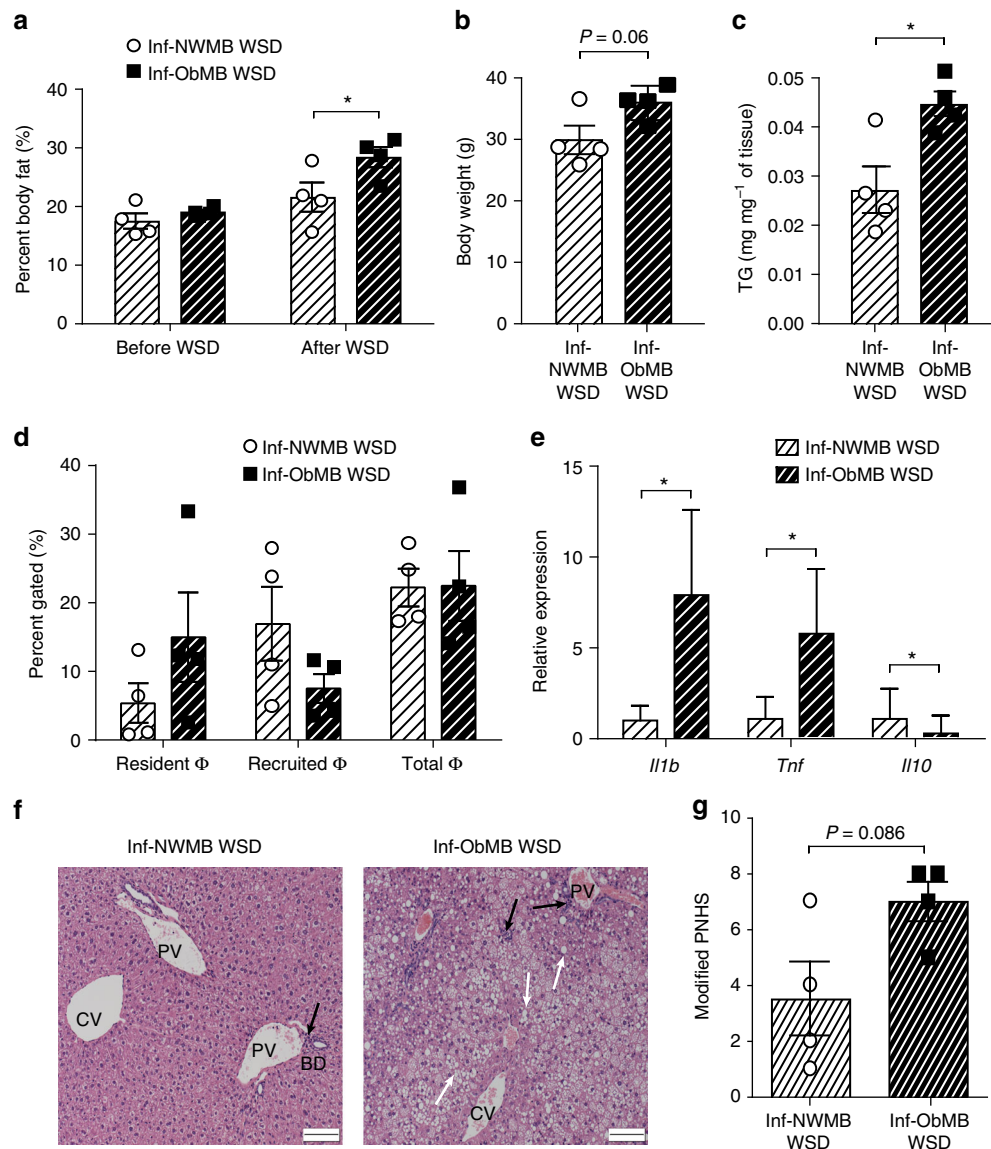 a
Inf-NWMB WSD
Inf-ObMB WSD
Percent body fat (%)
40
30
20
10
0
*
Before WSD
After WSD
b
P = 0.06
Body weight (g)
40
30
20
10
0
Inf-
NWMB
WSD
Inf-
ObMB
WSD
c
*
TG (mg mg⁻¹ of tissue)
0.05
0.04
0.03
0.02
0.01
0.00
Inf-
NWMB
WSD
Inf-
ObMB
WSD
d
Inf-NWMB WSD
Inf-ObMB WSD
Percent gated (%)
40
30
20
10
0
Resident Φ
Recruited Φ
Total Φ
e
Inf-NWMB WSD
Inf-ObMB WSD
Relative expression
15
10
5
0
*
*
*
Il1b
Tnf
Il10
f
Inf-NWMB WSD
PV
CV
PV
BD
Inf-ObMB WSD
PV
CV
g
P = 0.086
Modified PNHS
10
8
6
4
2
0
Inf-NWMB
WSD
Inf-ObMB
WSD